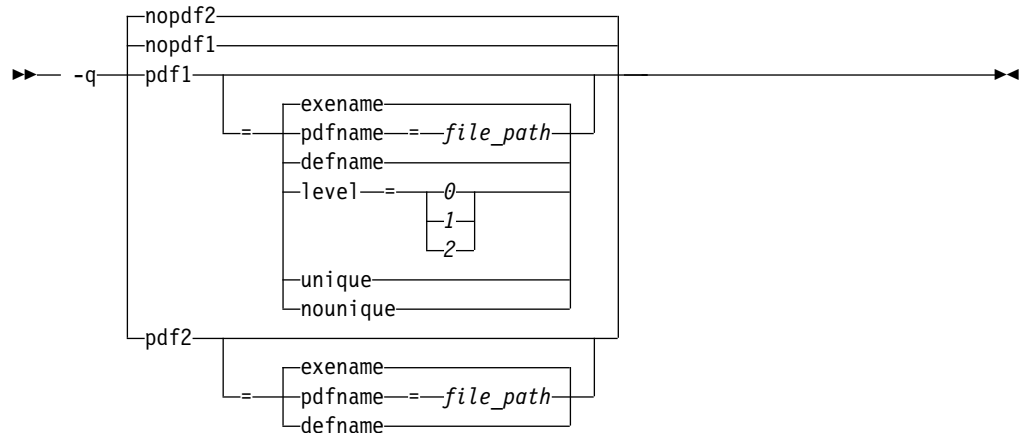 nopdf2
nopdf1
-q pdf1
exename
= pdfname = file_path
defname
level = 0
1
2
unique
nounique
pdf2
exename
= pdfname = file_path
defname